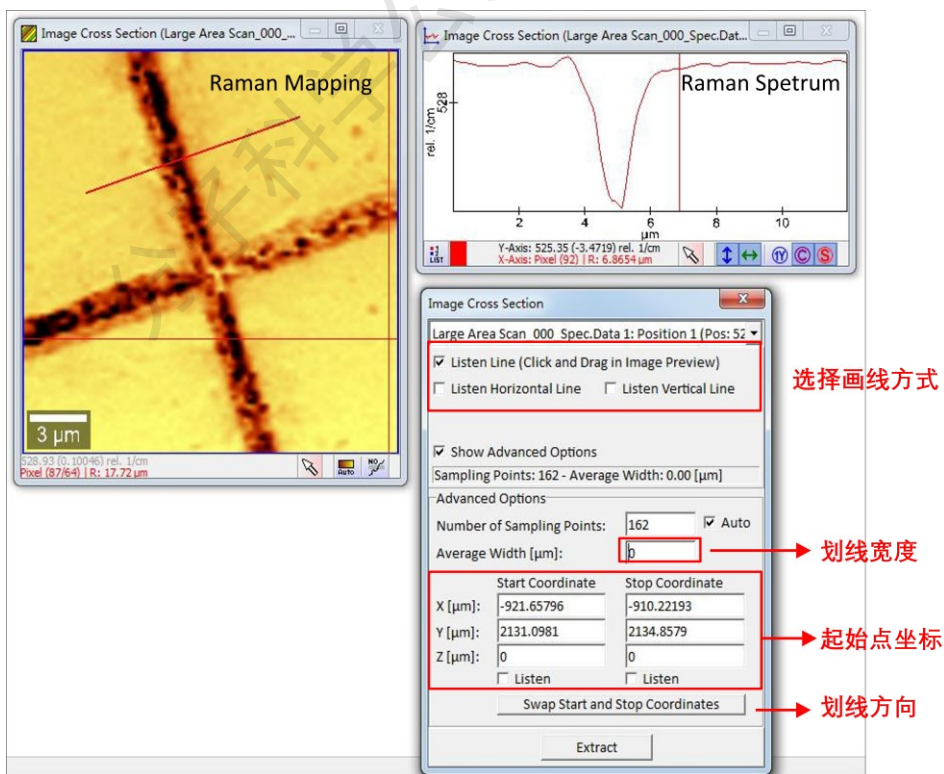 Image Cross Section (Large Area Scan_000_...
Raman Mapping
3 μm
528.93 (0.10046) rel. 1/cm
Pixel (87/64) | R: 17.72 μm
Auto
NO
Image Cross Section (Large Area Scan_000_Spec.Dat...
Raman Spetrum
528
rel. 1/cm
2 4 6 8 10
μm
LIST
Y-Axis: 525.35 (-3.4719) rel. 1/cm
X-Axis: Pixel (92) | R: 6.8654 μm
1Y C S
Image Cross Section
Large Area Scan_000_Spec.Data 1: Position 1 (Pos: 52
Listen Line (Click and Drag in Image Preview)
Listen Horizontal Line Listen Vertical Line
选择画线方式
Show Advanced Options
Sampling Points: 162 - Average Width: 0.00 [μm]
Advanced Options
Number of Sampling Points: 162 Auto
Average Width [μm]: 0
划线宽度
Start Coordinate Stop Coordinate
X [μm]: -921.65796 -910.22193
Y [μm]: 2131.0981 2134.8579
Z [μm]: 0 0
Listen Listen
起始点坐标
Swap Start and Stop Coordinates
划线方向
Extract